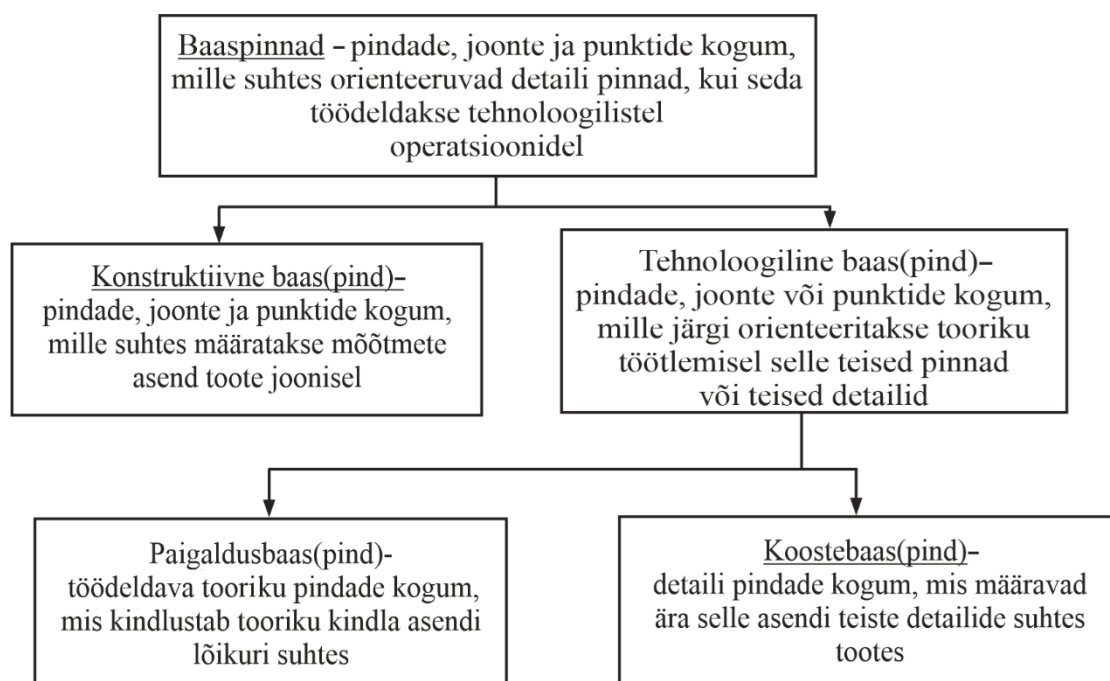 Baaspinnad – pindade, joonte ja punktide kogum,
mille suhtes orienteeruvad detaili pinnad, kui seda
töödeldakse tehnoloogilistel
operatsioonidel
Konstruktiivne baas(pind)–
pindade, joonte ja punktide kogum,
mille suhtes määratakse mõõtmete
asend toote joonisel
Tehnoloogiline baas(pind)–
pindade, joonte või punktide kogum,
mille järgi orienteeritakse tooriku
töötlemisel selle teised pinnad
või teised detailid
Paigaldusbaas(pind)-
töödeldava tooriku pindade kogum,
mis kindlustab tooriku kindla asendi
lõikuri suhtes
Koostebaas(pind)–
detaili pindade kogum, mis määravad
ära selle asendi teiste detailide suhtes
tootes